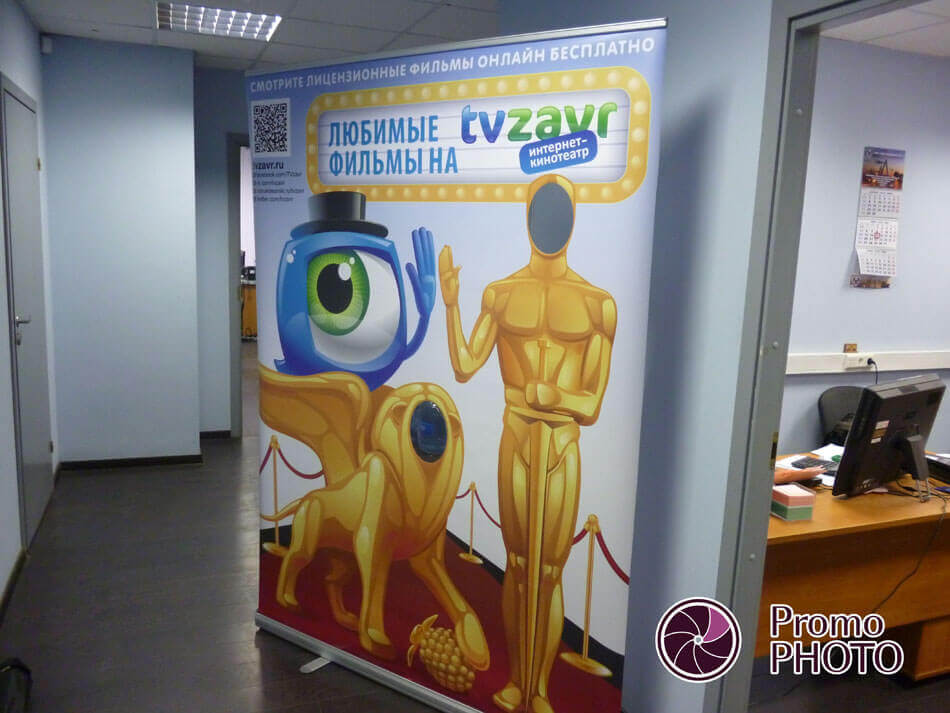 СМОТРИТЕ ЛИЦЕНЗИОННЫЕ ФИЛЬМЫ ОНЛАЙН БЕСПЛАТНО
ЛЮБИМЫЕ
ФИЛЬМЫ НА
tvzavr
интернет-
кинотеатр
tvzavr.ru
Promo
PHOTO